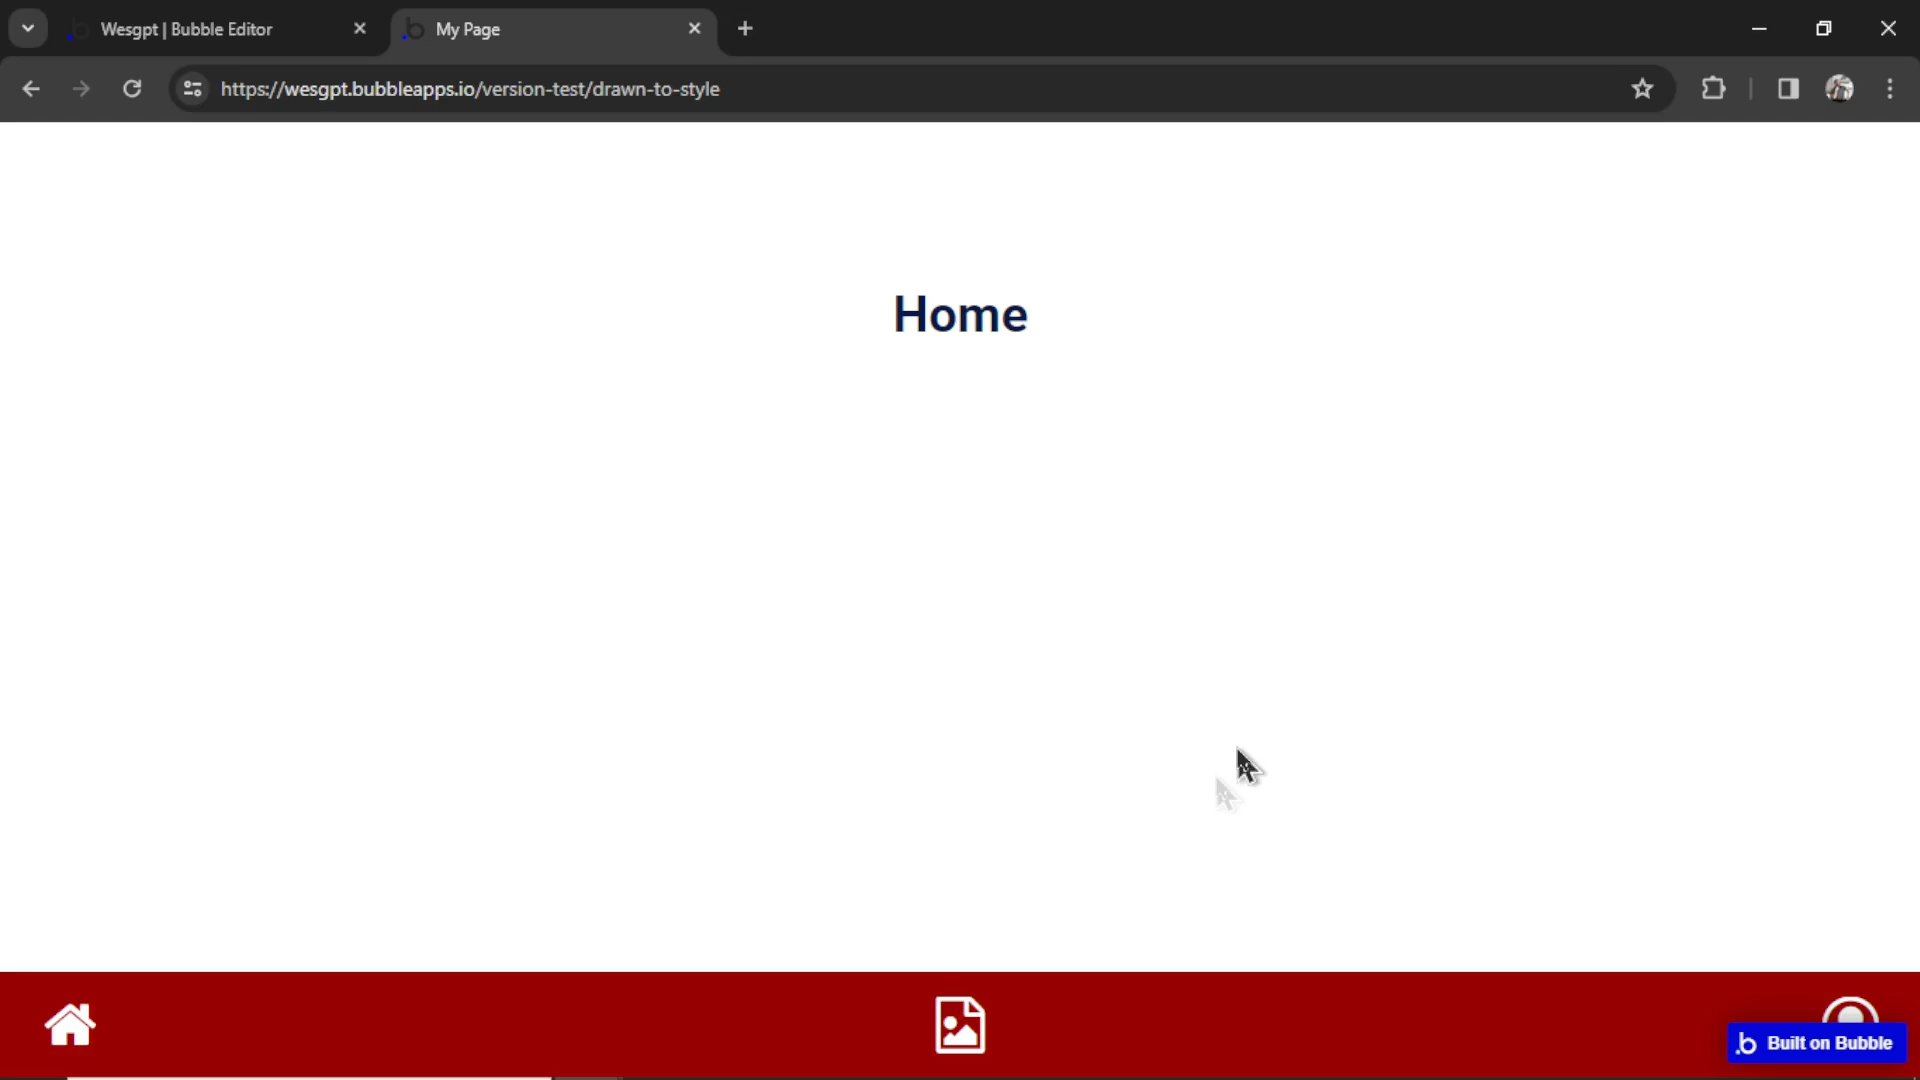 Wesgpt | Bubble Editor
My Page
https://wesgpt.bubbleapps.io/version-test/drawn-to-style
Home
Built on Bubble